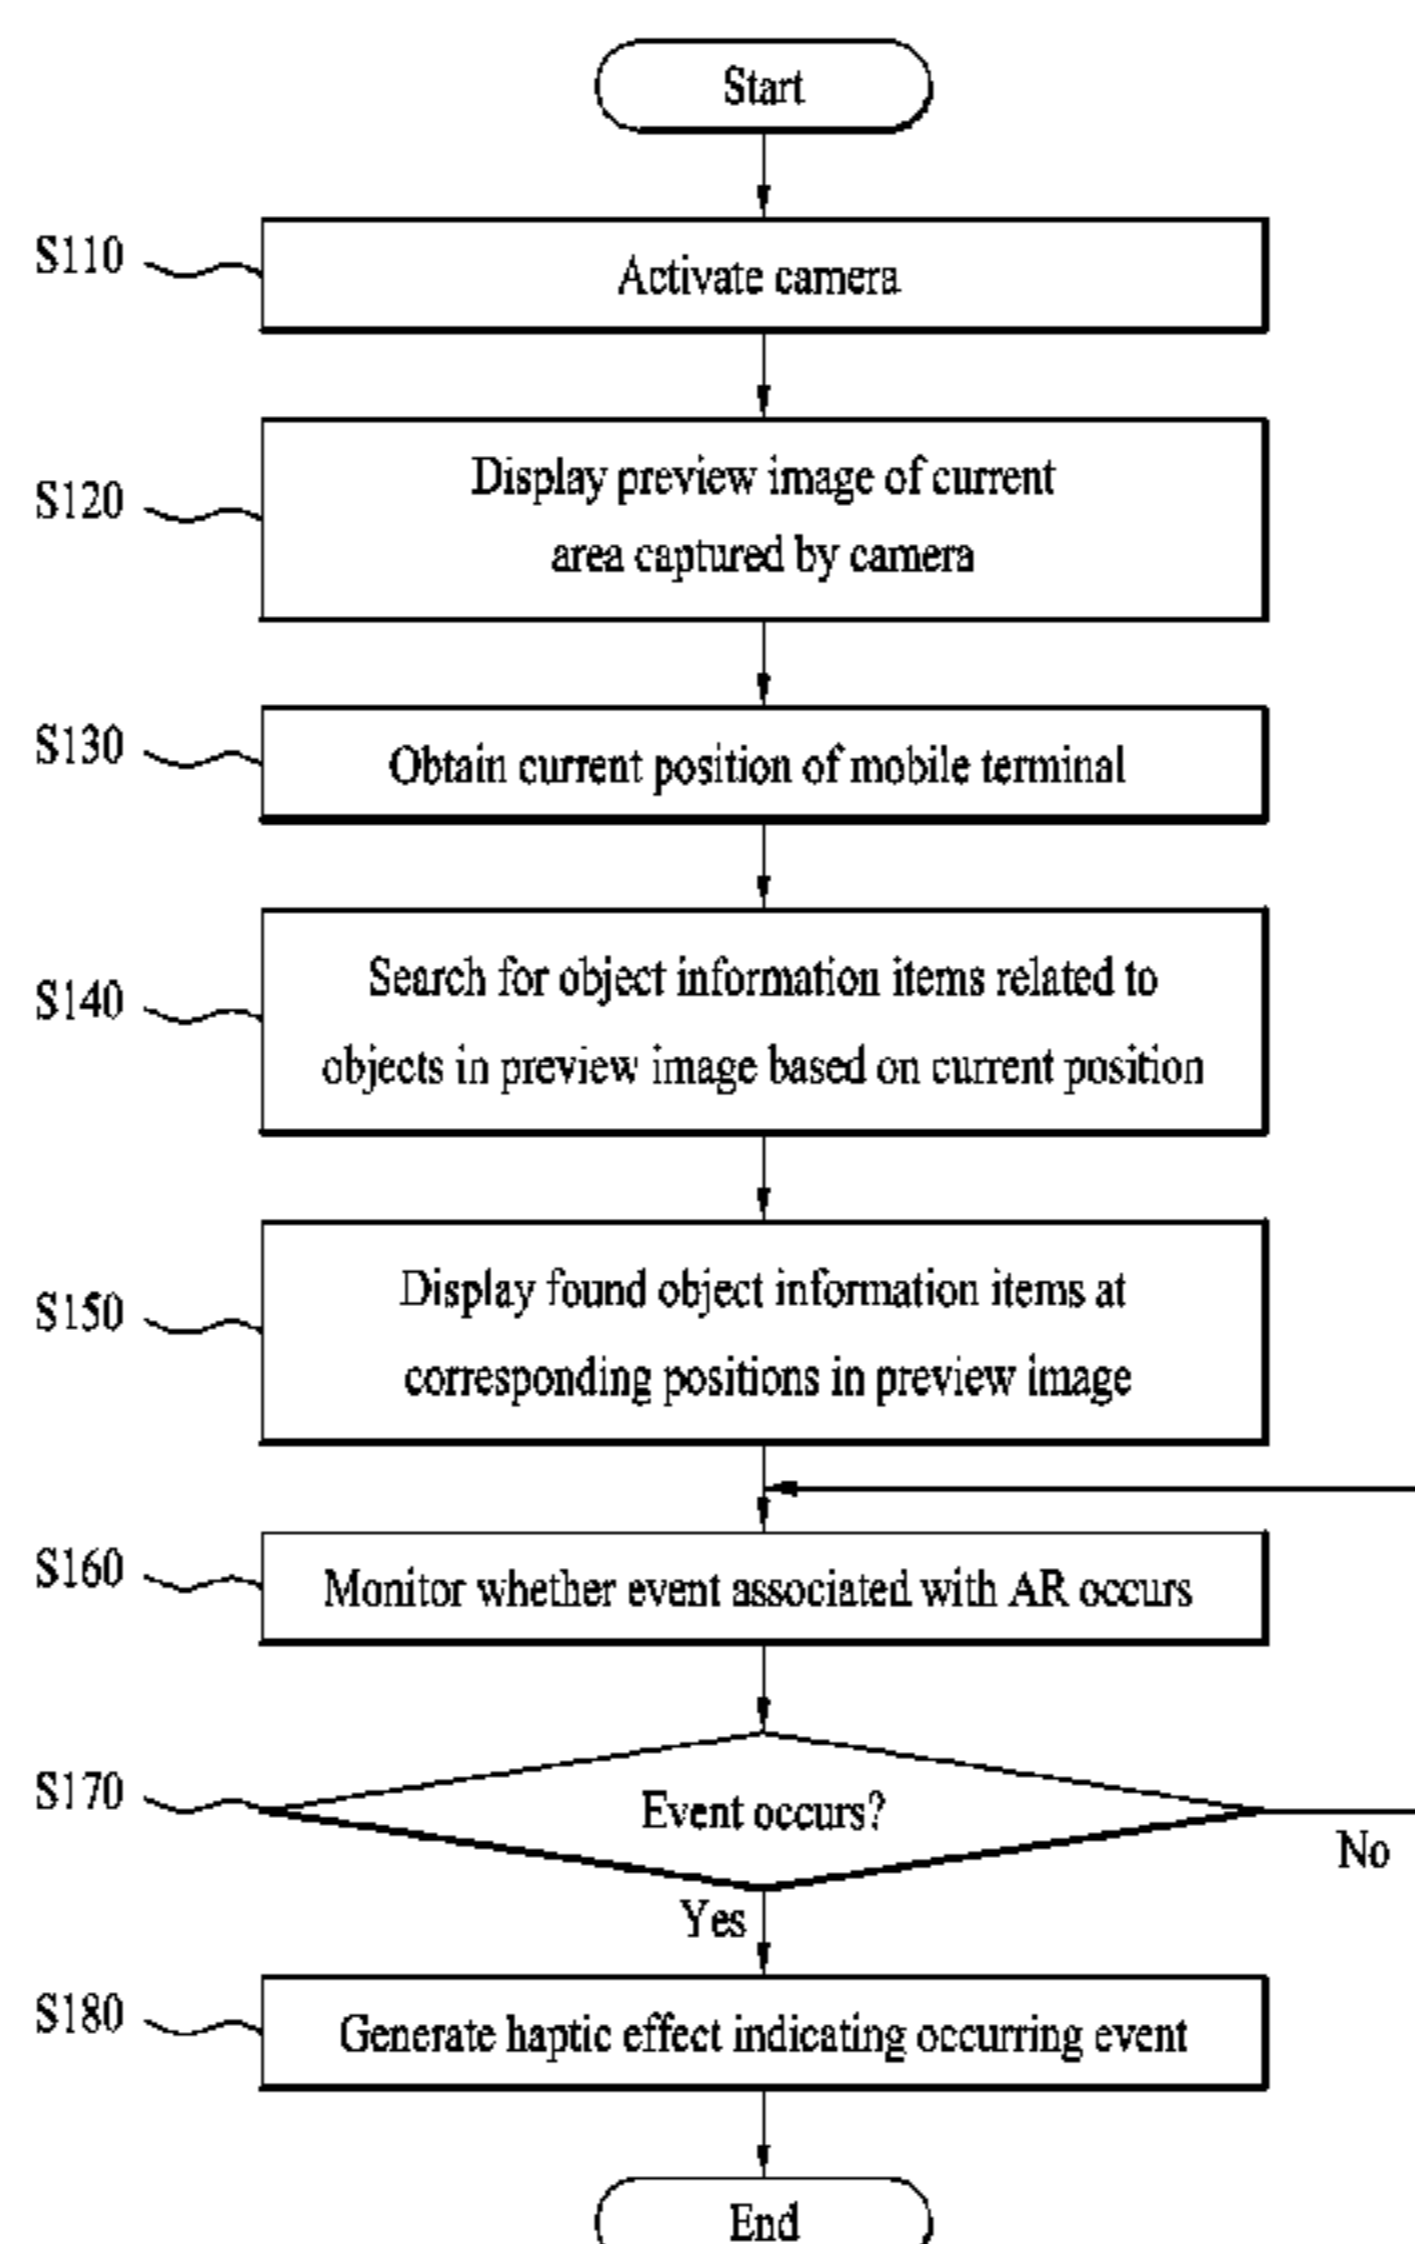 Start
S110
Activate camera
S120
Display preview image of current
area captured by camera
S130
Obtain current position of mobile terminal
S140
Search for object information items related to
objects in preview image based on current position
S150
Display found object information items at
corresponding positions in preview image
S160
Monitor whether event associated with AR occurs
S170
Event occurs?
No
Yes
S180
Generate haptic effect indicating occurring event
End